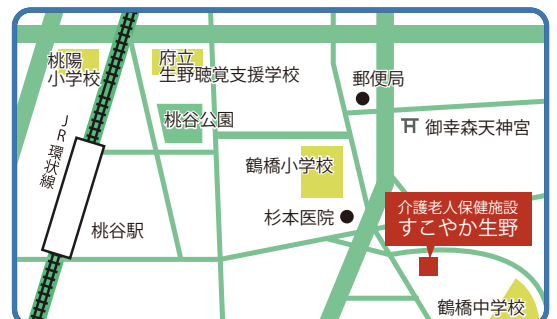 桃陽
小学校
府立
生野聴覚支援学校
郵便局
桃谷公園
御幸森天神宮
JR環状線
鶴橋小学校
介護老人保健施設
すこやか生野
杉本医院
桃谷駅
鶴橋中学校